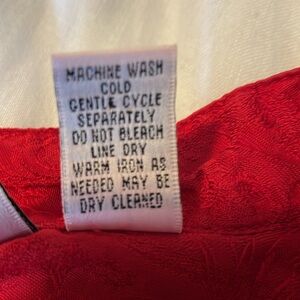 MACHINE WASH
COLD
GENTLE CYCLE
SEPARATELY
DO NOT BLEACH
LINE DRY
WARM IRON AS
NEEDED MAY BE
DRY CLEANED